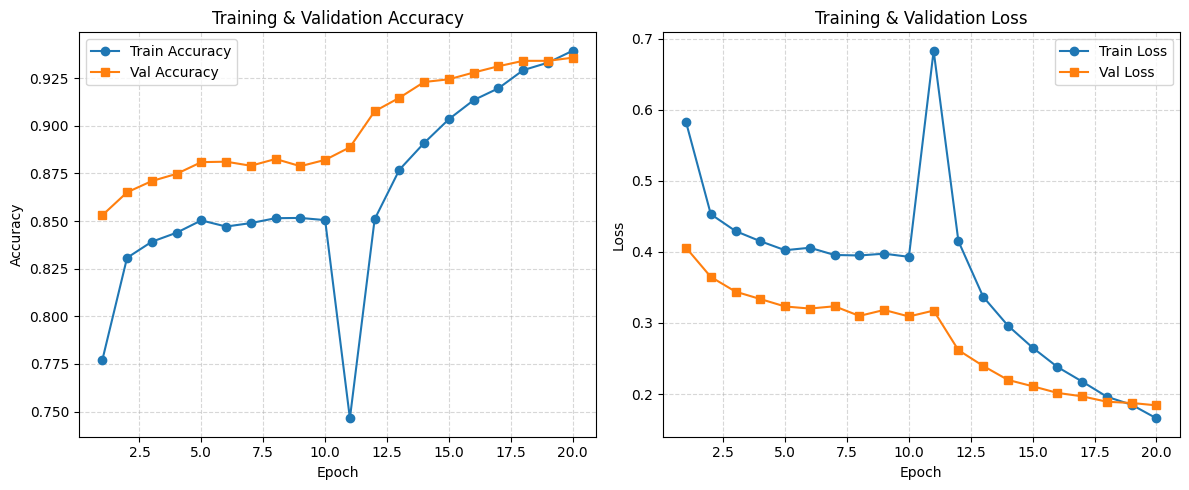 Training & Validation Accuracy
Train Accuracy
Val Accuracy
0.925
0.900
0.875
0.850
0.825
0.800
0.775
0.750
Accuracy
2.5 5.0 7.5 10.0 12.5 15.0 17.5 20.0
Epoch
Training & Validation Loss
Train Loss
Val Loss
0.7
0.6
0.5
0.4
0.3
0.2
Loss
2.5 5.0 7.5 10.0 12.5 15.0 17.5 20.0
Epoch